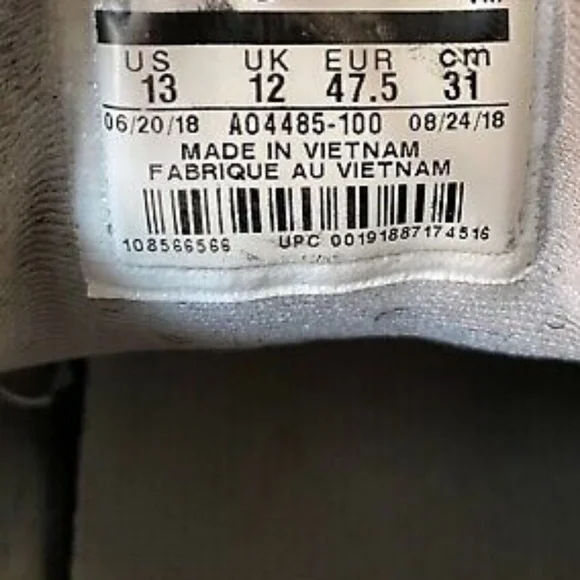 US UK EUR cm
13 12 47.5 31
06/20/18 AO4485-100 08/24/18
MADE IN VIETNAM
FABRIQUE AU VIETNAM
108566566 UPC 00191887174516